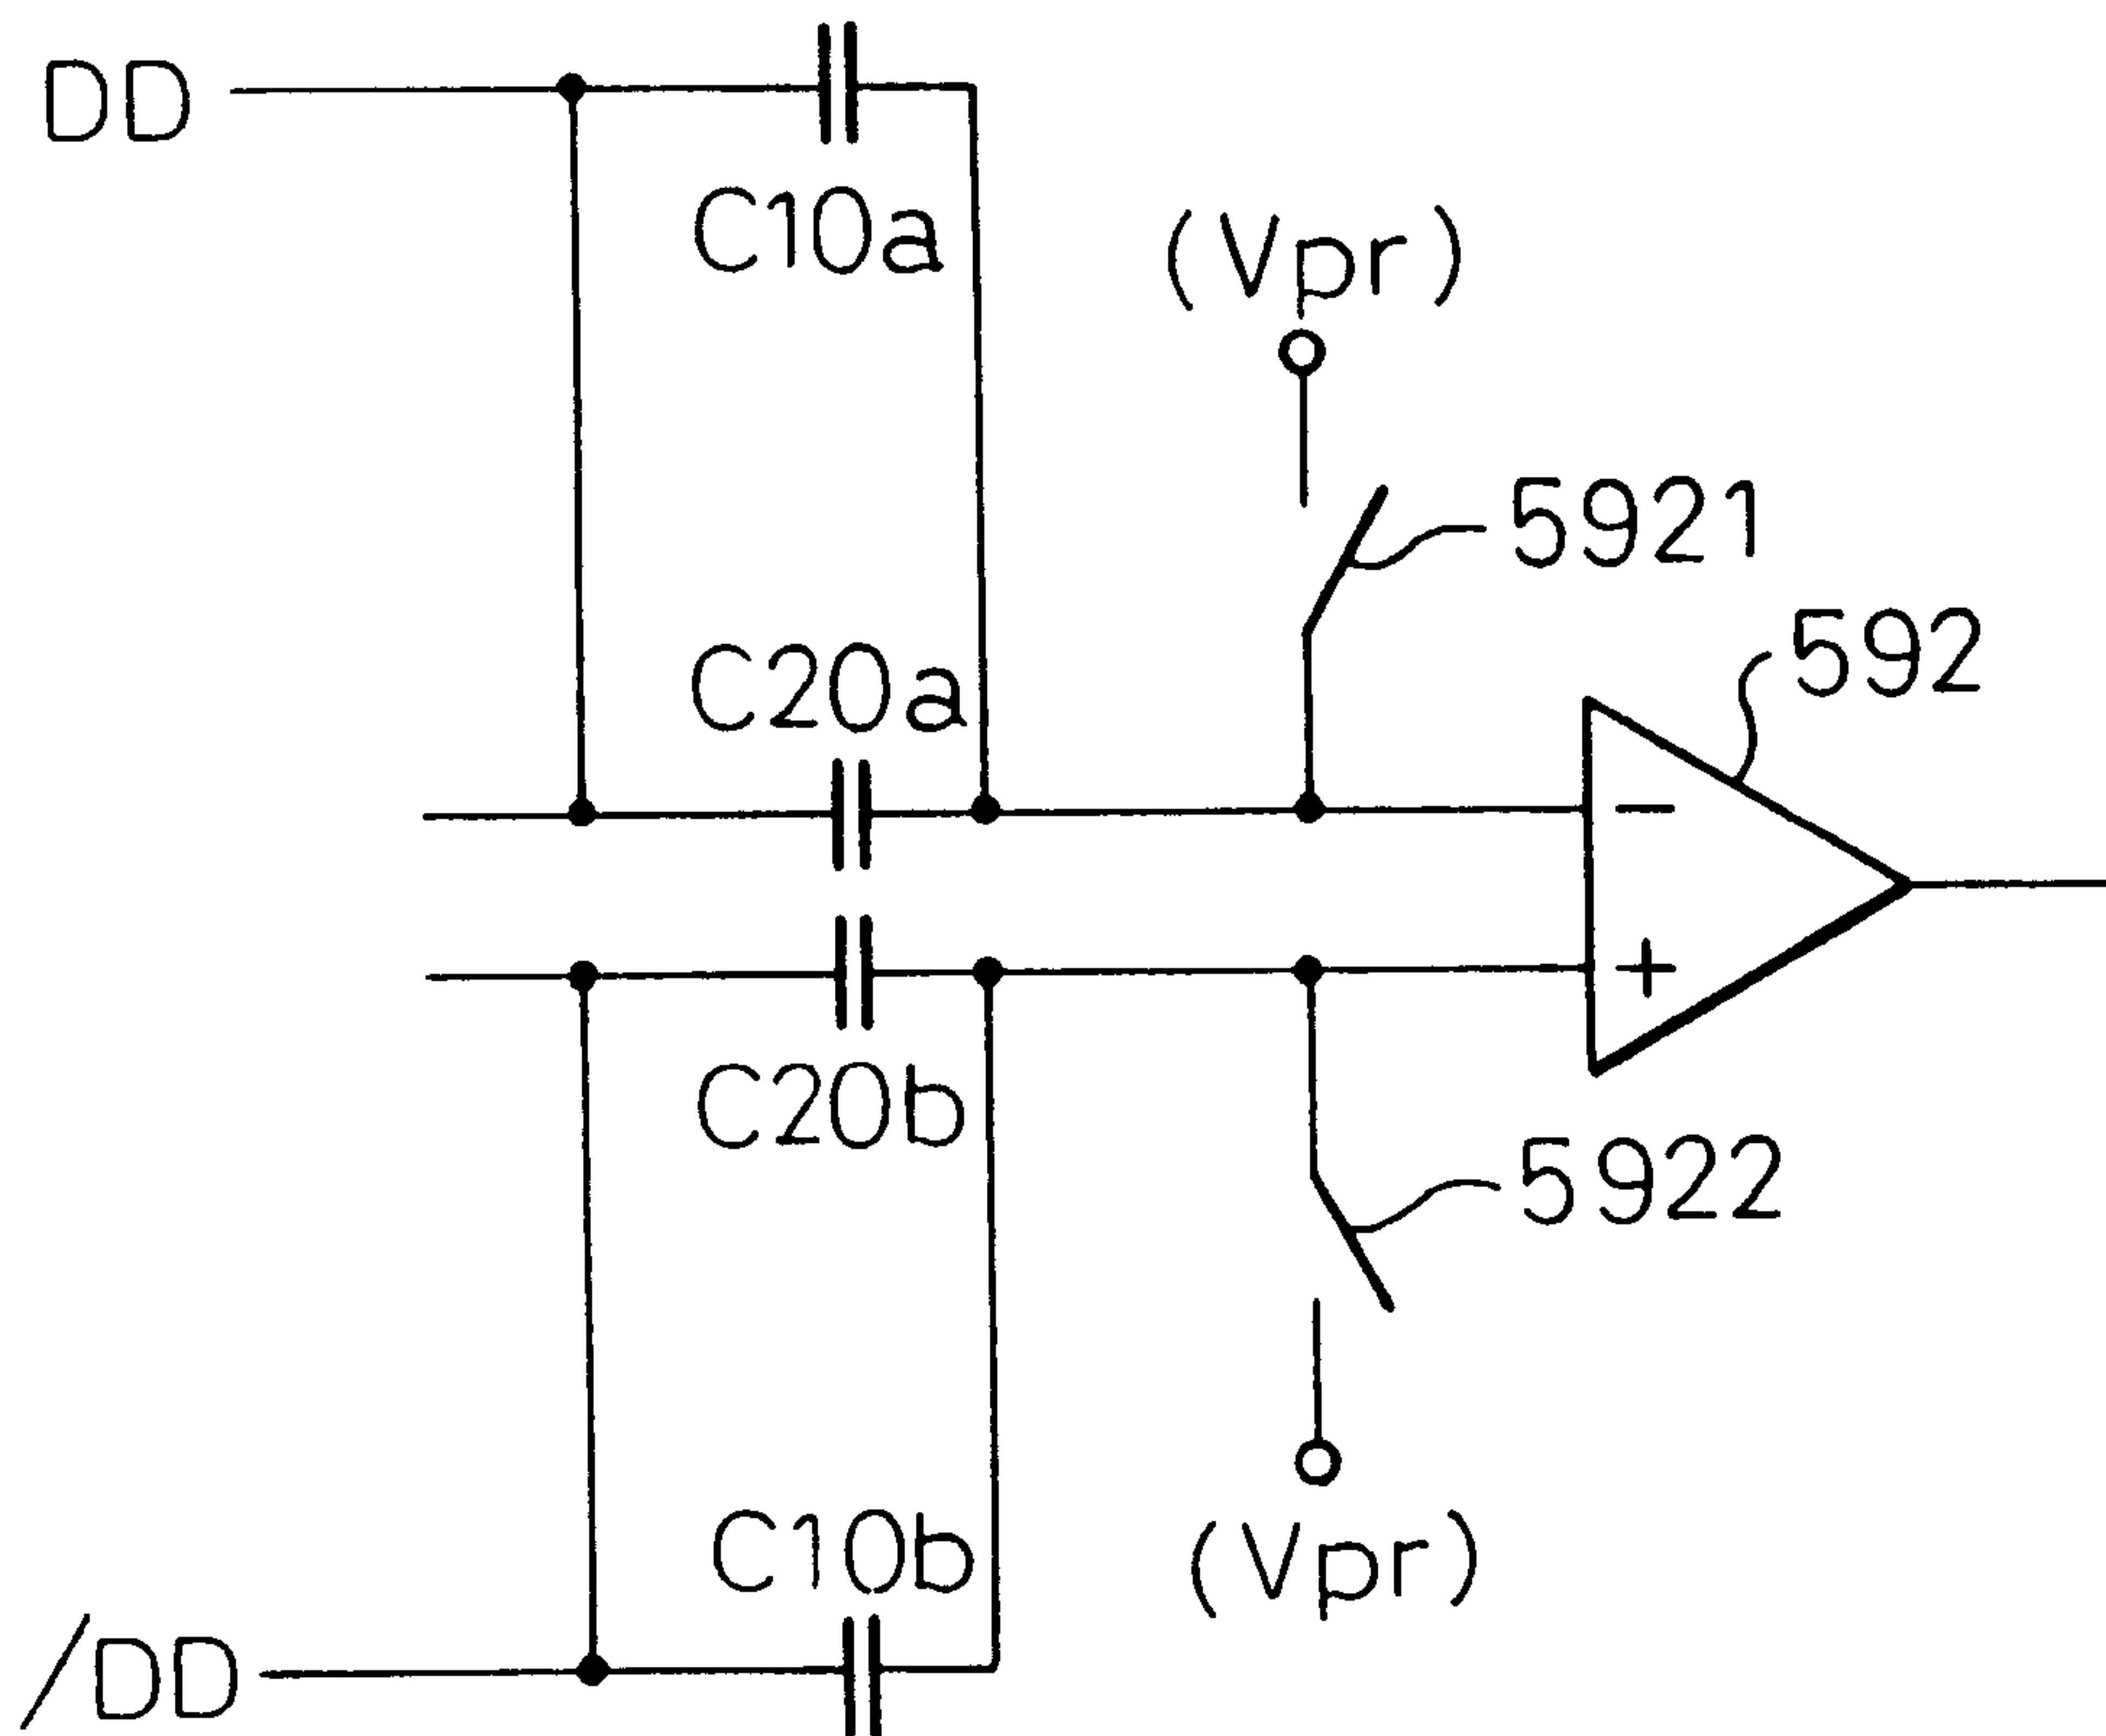 DD
C10a
(Vpr)
5921
592
C20a
-
+
C20b
5922
C10b
(Vpr)
/DD